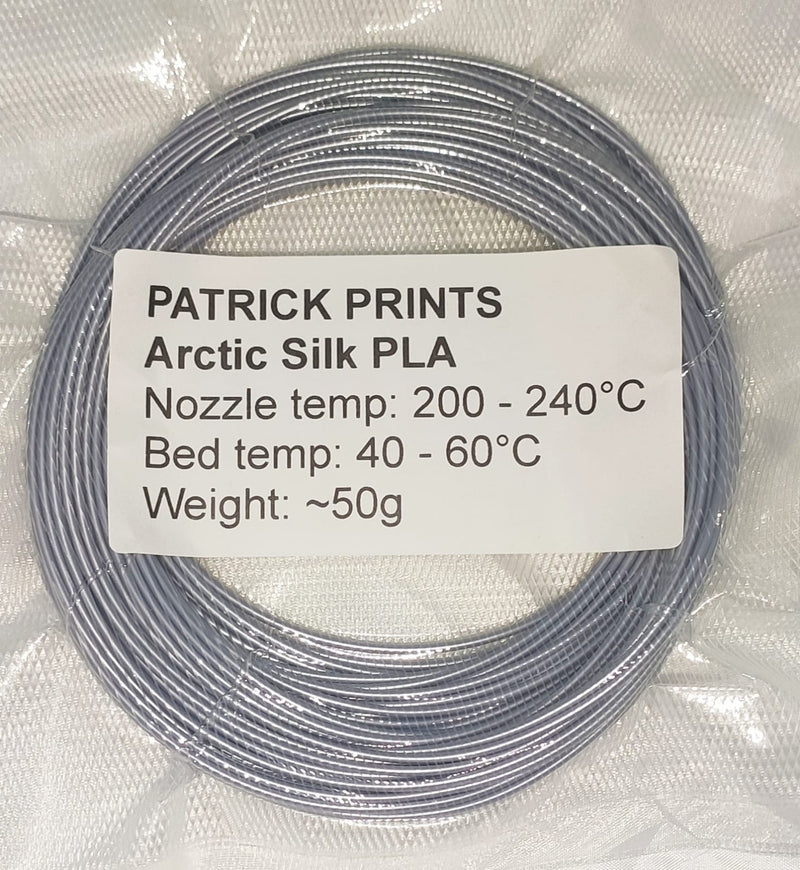 PATRICK PRINTS
Arctic Silk PLA
Nozzle temp: 200 - 240°C
Bed temp: 40 - 60°C
Weight: ~50g